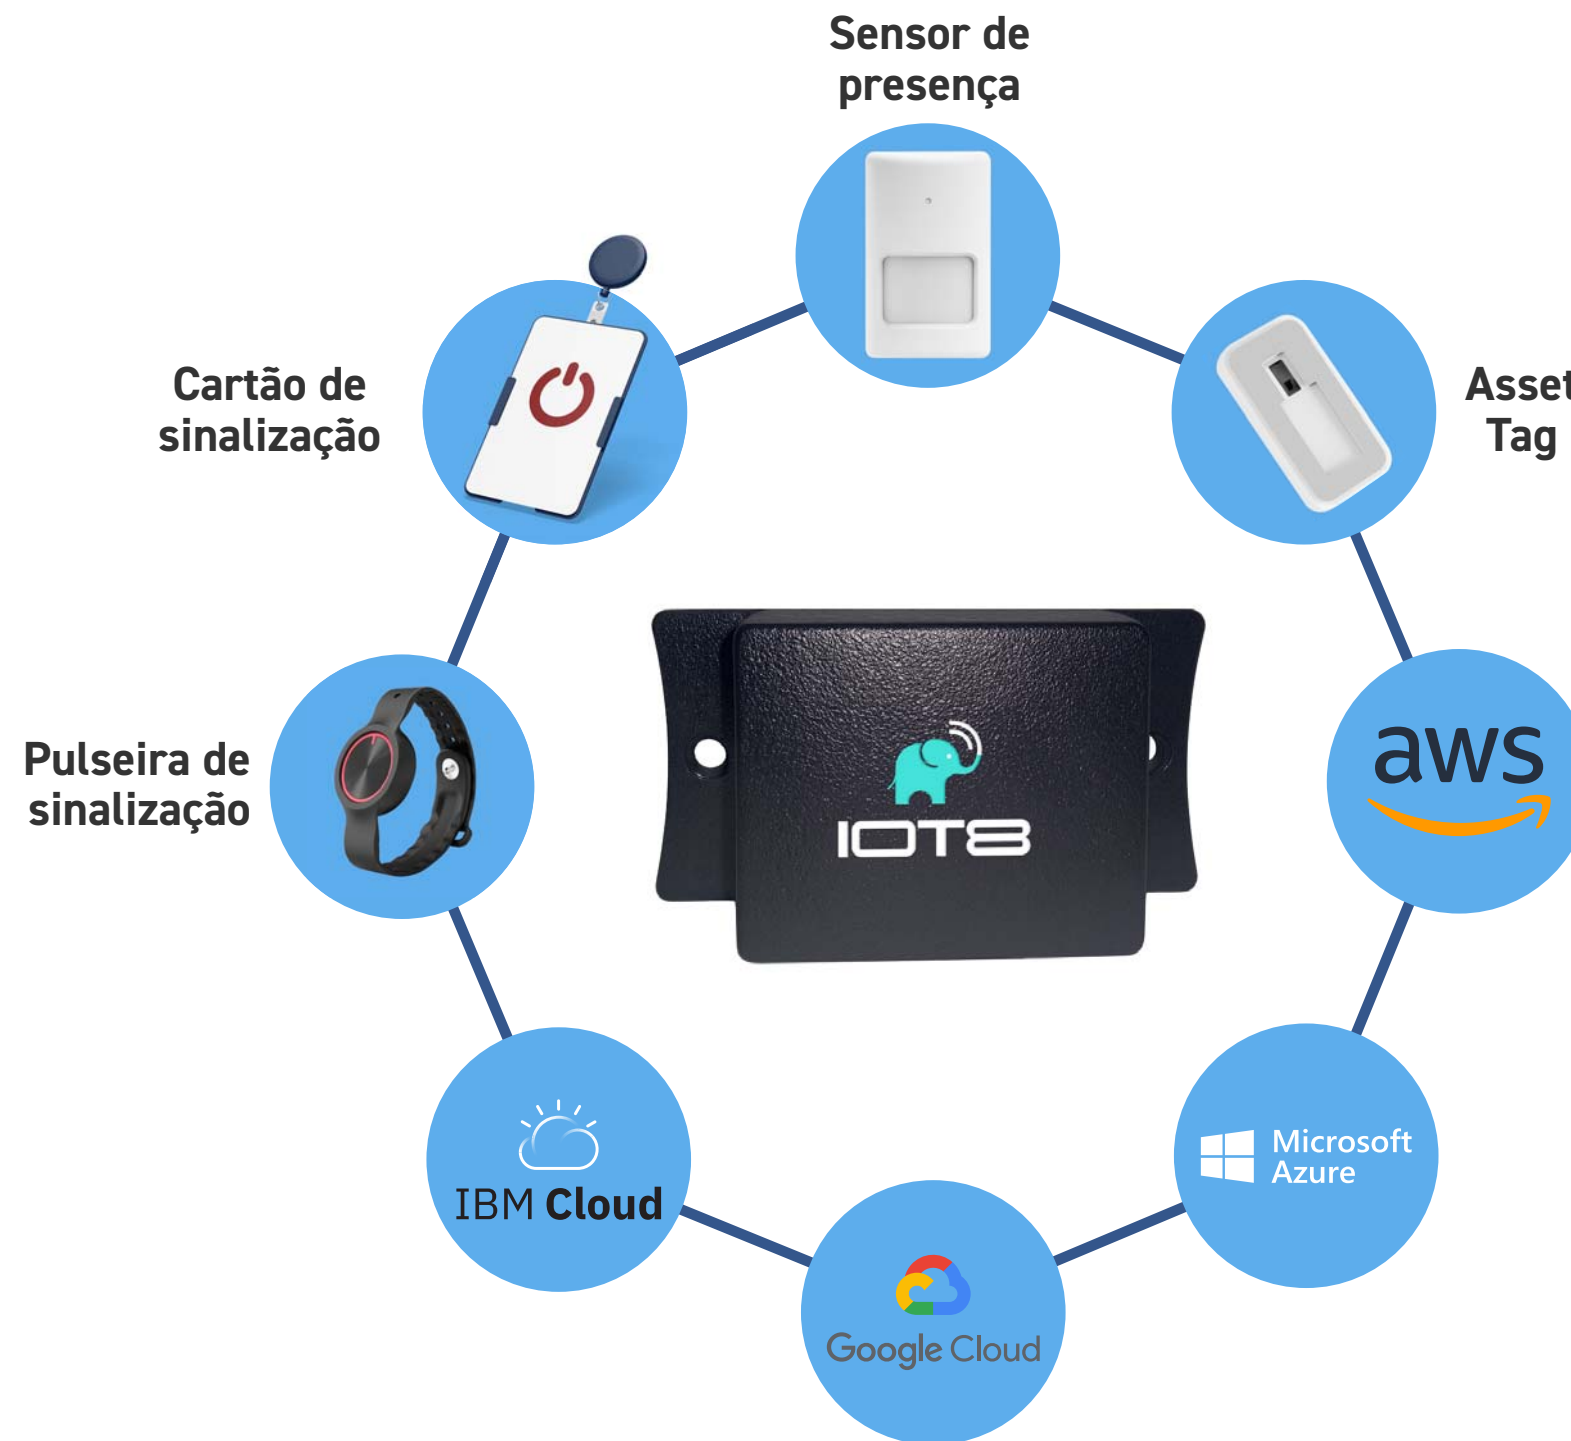 Sensor de
presença
Cartão de
sinalização
Asset
Tag
Pulseira de
sinalização
IOT8
aws
IBM Cloud
Microsoft
Azure
Google Cloud